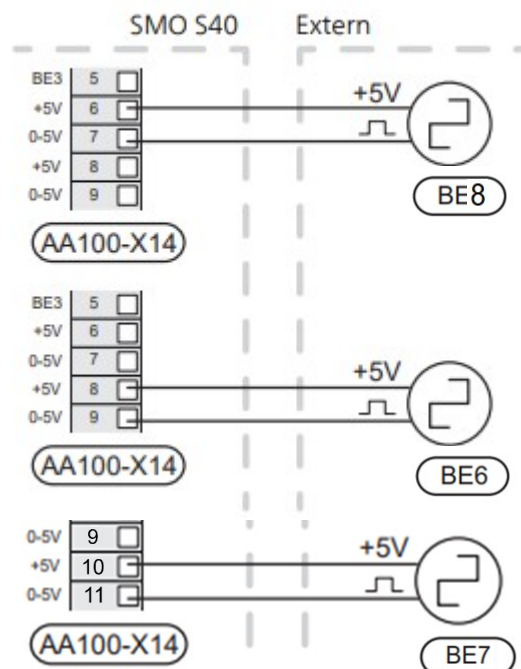 SMO S40 Extern
BE3 5
+5V 6 +5V
0-5V 7
+5V 8
0-5V 9 BE8
AA100-X14
BE3 5
+5V 6
0-5V 7
+5V 8 +5V
0-5V 9
AA100-X14 BE6
0-5V 9
+5V 10 +5V
0-5V 11
AA100-X14 BE7